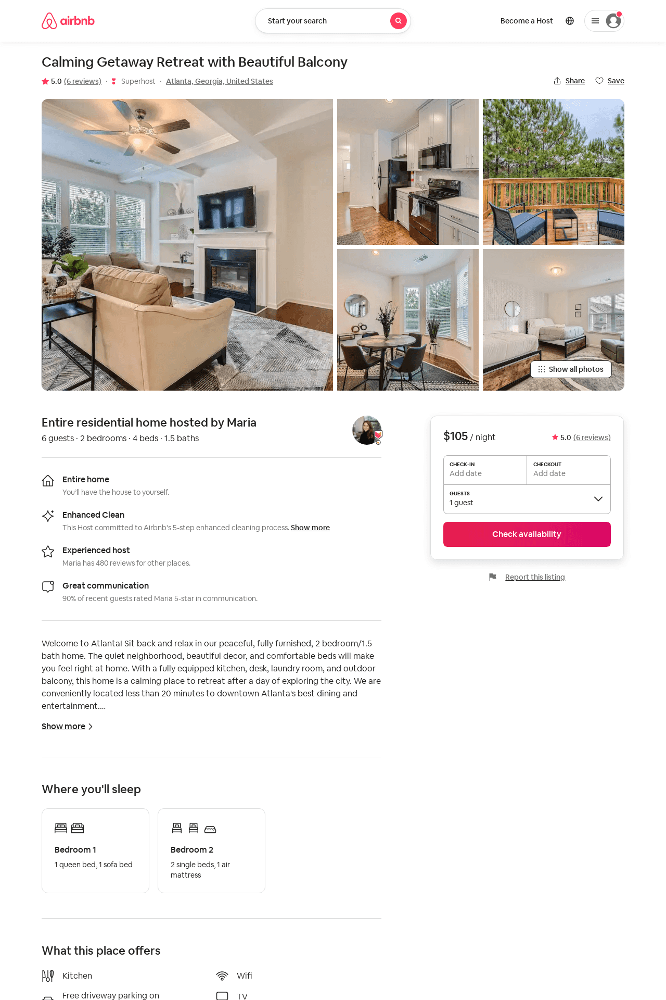 airbnb
Start your search
Become a Host
Calming Getaway Retreat with Beautiful Balcony
5.0 (6 reviews) · Superhost · Atlanta, Georgia, United States
Share
Save
Show all photos
Entire residential home hosted by Maria
6 guests · 2 bedrooms · 4 beds · 1.5 baths
Entire home
You'll have the house to yourself.
Enhanced Clean
This Host committed to Airbnb's 5-step enhanced cleaning process. Show more
Experienced host
Maria has 480 reviews for other places.
Great communication
90% of recent guests rated Maria 5-star in communication.
$105 / night
5.0 (6 reviews)
CHECK-IN
Add date
CHECKOUT
Add date
GUESTS
1 guest
Check availability
Report this listing
Welcome to Atlanta! Sit back and relax in our peaceful, fully furnished, 2 bedroom/1.5
bath home. The quiet neighborhood, beautiful decor, and comfortable beds will make
you feel right at home. With a fully equipped kitchen, desk, laundry room, and outdoor
balcony, this home is a calming place to retreat after a day of exploring the city. We are
conveniently located less than 20 minutes to downtown Atlanta's best dining and
entertainment....
Show more
Where you'll sleep
Bedroom 1
1 queen bed, 1 sofa bed
Bedroom 2
2 single beds, 1 air
mattress
What this place offers
Kitchen
Wifi
Free driveway parking on
TV